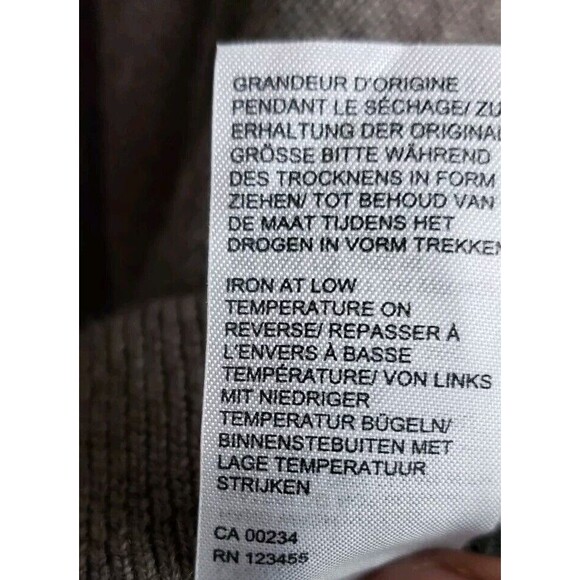 GRANDEUR D'ORIGINE
PENDANT LE SÉCHAGE/ ZU
ERHALTUNG DER ORIGINAL
GRÖSSE BITTE WÄHREND
DES TROCKNENS IN FORM
ZIEHEN/ TOT BEHOUD VAN
DE MAAT TIJDENS HET
DROGEN IN VORM TREKKEN
IRON AT LOW
TEMPERATURE ON
REVERSE/ REPASSER À
L'ENVERS À BASSE
TEMPÉRATURE/ VON LINKS
MIT NIEDRIGER
TEMPERATUR BÜGELN/
BINNENSTEBUITEN MET
LAGE TEMPERATUUR
STRIJKEN
CA 00234
RN 123455